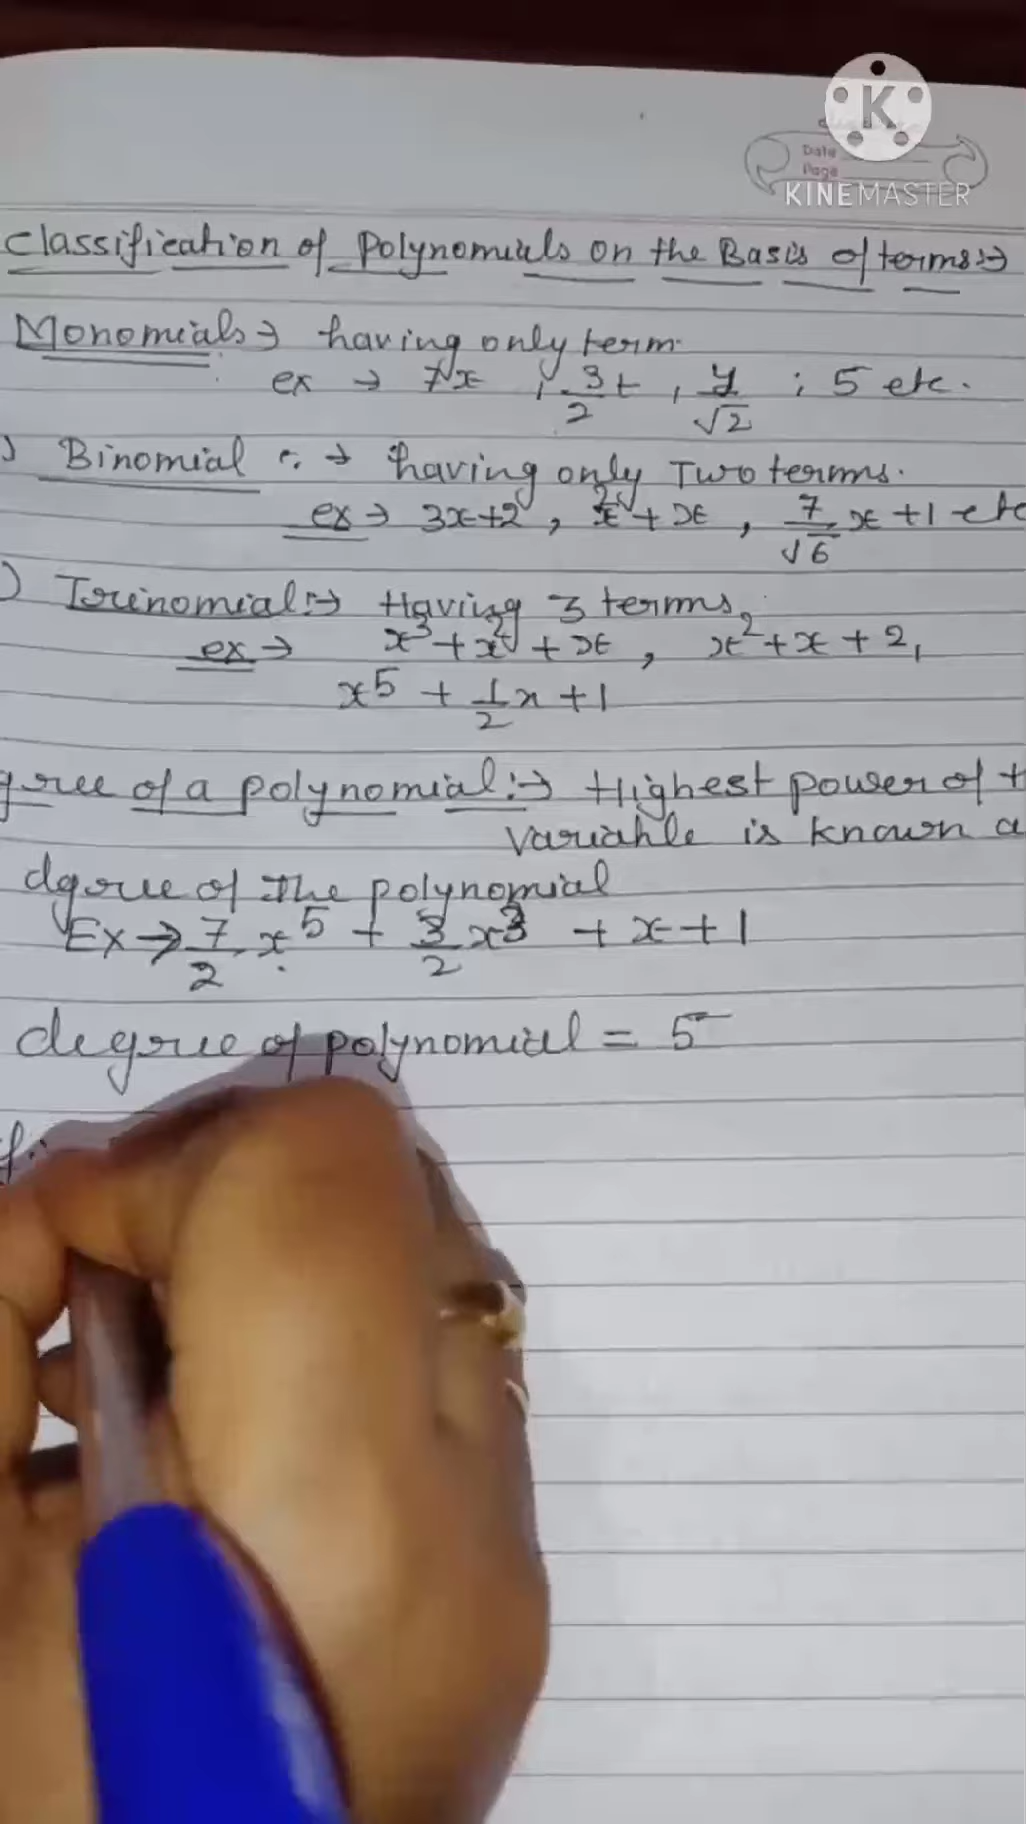 Date
Page
KINEMASTER
Classification of Polynomials on the Basis of terms:→
Monomials→ having only term.
ex → 7x , 3/2 t , y/√2 ; 5 etc.
) Binomial :→ having only Two terms.
ex→ 3x+2 , x²+x , 7/√6 x +1 etc
) Trinomial:→ Having 3 terms,
ex→ x³+x²+x , x²+x+2,
x⁵ + 1/2 x + 1
gree of a polynomial:→ Highest power of t
variable is known a
dgree of the polynomial
Ex→ 7/2 x⁵ + 3/2 x³ + x + 1
degree of polynomial = 5